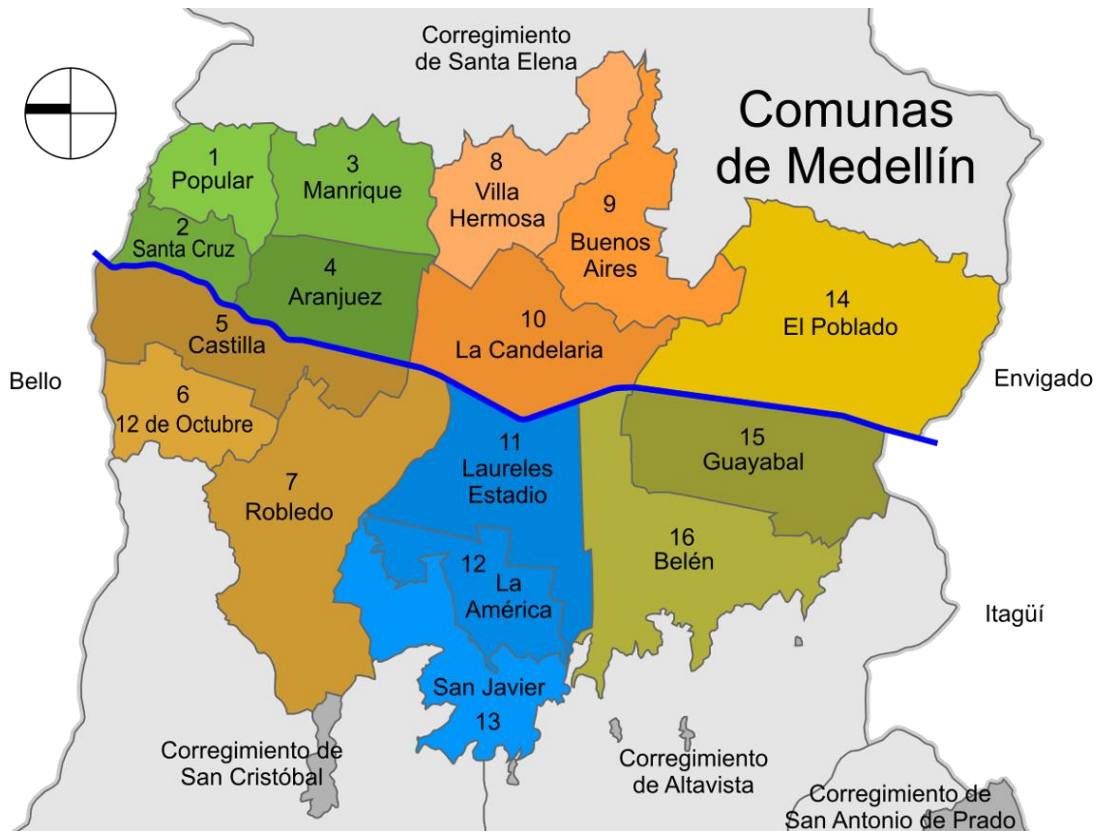 Corregimiento
de Santa Elena
Comunas
de Medellín
1
Popular
3
Manrique
8
Villa
Hermosa
9
Buenos
Aires
2
Santa Cruz
4
Aranjuez
10
La Candelaria
14
El Poblado
5
Castilla
Bello
Envigado
6
12 de Octubre
7
Robledo
11
Laureles
Estadio
15
Guayabal
16
Belén
12
La
América
Itagüí
San Javier
13
Corregimiento de
San Cristóbal
Corregimiento
de Altavista
Corregimiento de
San Antonio de Prado